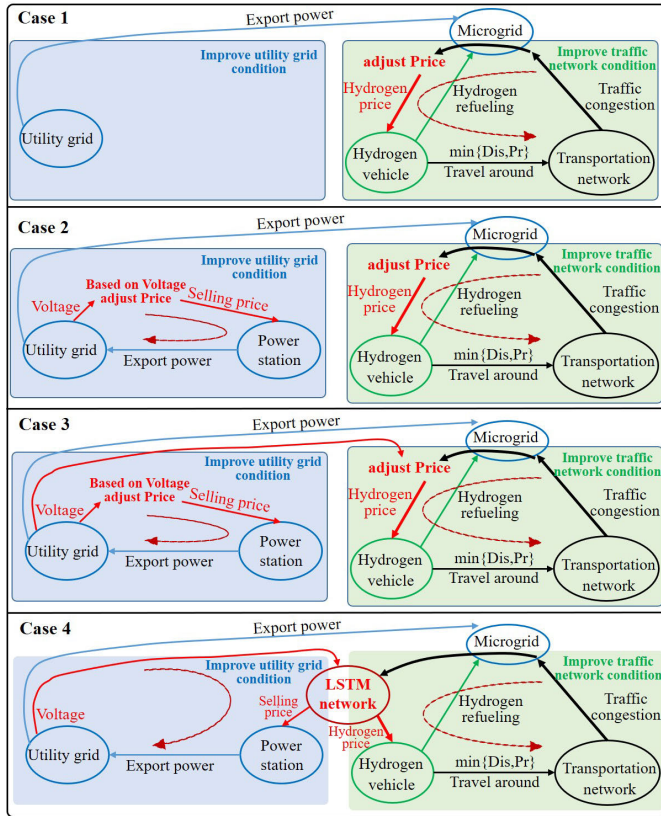 Case 1
Export power
Microgrid
Improve utility grid
condition
Improve traffic
network condition
adjust Price
Hydrogen
price
Hydrogen
refueling
Traffic
congestion
Utility grid
Hydrogen
vehicle
min{Dis,Pr}
Travel around
Transportation
network
Case 2
Export power
Microgrid
Improve utility grid
condition
Improve traffic
network condition
Based on Voltage
adjust Price
Voltage
Selling price
adjust Price
Hydrogen
price
Hydrogen
refueling
Traffic
congestion
Utility grid
Export power
Power
station
Hydrogen
vehicle
min{Dis,Pr}
Travel around
Transportation
network
Case 3
Export power
Microgrid
Improve utility grid
condition
Improve traffic
network condition
Based on Voltage
adjust Price
Voltage
Selling price
adjust Price
Hydrogen
price
Hydrogen
refueling
Traffic
congestion
Utility grid
Export power
Power
station
Hydrogen
vehicle
min{Dis,Pr}
Travel around
Transportation
network
Case 4
Export power
Microgrid
Improve utility grid
condition
Improve traffic
network condition
LSTM
network
Voltage
Selling
price
Hydrogen
price
Hydrogen
refueling
Traffic
congestion
Utility grid
Export power
Power
station
Hydrogen
vehicle
min{Dis,Pr}
Travel around
Transportation
network